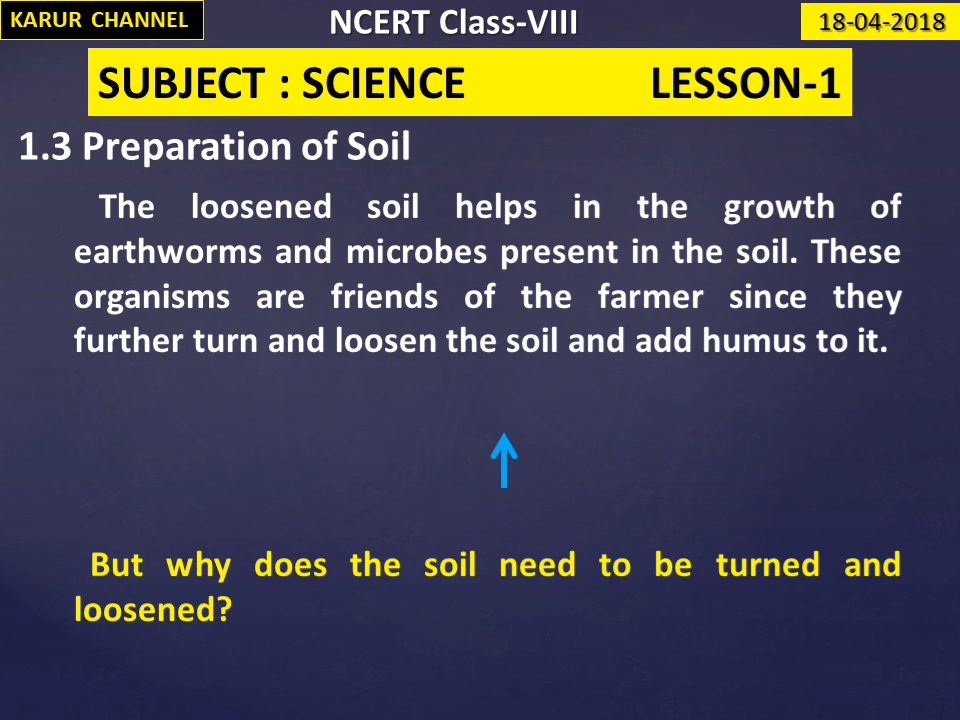 KARUR CHANNEL
NCERT Class-VIII
18-04-2018
SUBJECT : SCIENCE LESSON-1
1.3 Preparation of Soil
The loosened soil helps in the growth of
earthworms and microbes present in the soil. These
organisms are friends of the farmer since they
further turn and loosen the soil and add humus to it.
But why does the soil need to be turned and
loosened?